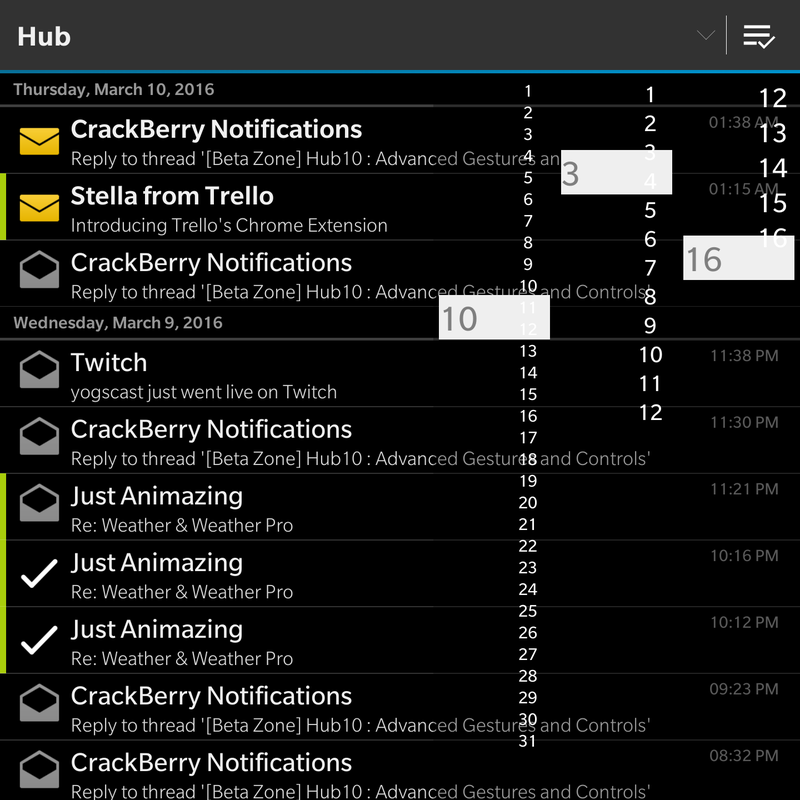 Hub
Thursday, March 10, 2016
CrackBerry Notifications
01:38 AM
Reply to thread '[Beta Zone] Hub10 : Advanced Gestures an
Stella from Trello
01:15 AM
Introducing Trello's Chrome Extension
CrackBerry Notifications
Reply to thread '[Beta Zone] Hub10 : Advanced Gestures and Controls'
Wednesday, March 9, 2016
Twitch
11:38 PM
yogscast just went live on Twitch
CrackBerry Notifications
11:30 PM
Reply to thread '[Beta Zone] Hub10 : Advanced Gestures and Controls'
Just Animazing
11:21 PM
Re: Weather & Weather Pro
Just Animazing
10:16 PM
Re: Weather & Weather Pro
Just Animazing
10:12 PM
Re: Weather & Weather Pro
CrackBerry Notifications
09:23 PM
Reply to thread '[Beta Zone] Hub10 : Advanced Gestures and Controls'
CrackBerry Notifications
08:32 PM
Reply to thread '[Beta Zone] Hub10 : Advanced Gestures and Controls'
1
2
3
4
5
6
7
8
9
10
11
12
13
14
15
16
17
18
19
20
21
22
23
24
25
26
27
28
29
30
31
10
1
2
3
4
5
6
7
8
9
10
11
12
3
12
13
14
15
16
16